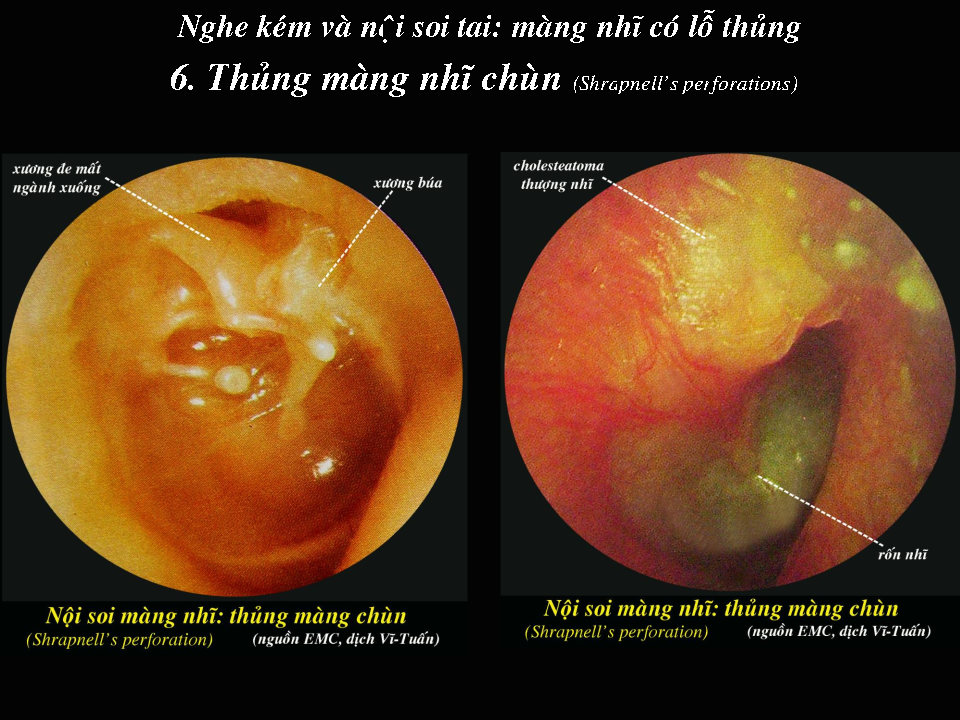 Nghe kém và nội soi tai: màng nhĩ có lỗ thủng
6. Thủng màng nhĩ chùn (Shrapnell's perforations)
xương đe mất
ngành xuống
xương búa
cholesteatoma
thượng nhĩ
rốn nhĩ
Nội soi màng nhĩ: thủng màng chùn
(Shrapnell's perforation) (nguồn EMC, dịch Vĩ-Tuấn)
Nội soi màng nhĩ: thủng màng chùn
(Shrapnell's perforation) (nguồn EMC, dịch Vĩ-Tuấn)